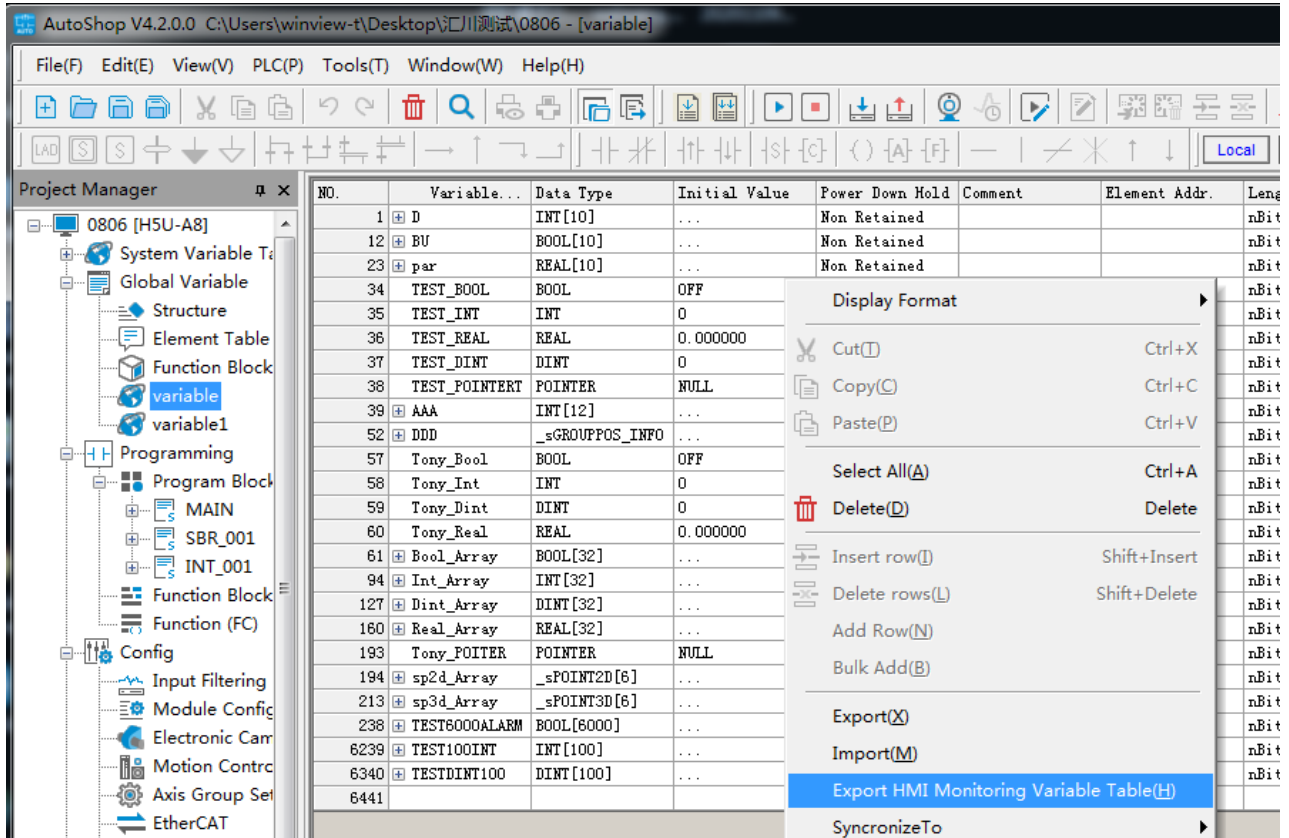 AutoShop V4.2.0.0 C:\Users\winview-t\Desktop\汇川测试\0806 - [variable]
File(F) Edit(E) View(V) PLC(P) Tools(T) Window(W) Help(H)
LAD S S S C A F Local
Project Manager
0806 [H5U-A8]
System Variable Ta
Global Variable
Structure
Element Table
Function Block
variable
variable1
Programming
Program Block
MAIN
SBR_001
INT_001
Function Block
Function (FC)
Config
Input Filtering
Module Config
Electronic Cam
Motion Contro
Axis Group Set
EtherCAT
NO. Variable... Data Type Initial Value Power Down Hold Comment Element Addr. Leng
1 D INT[10] ... Non Retained nBit
12 BU BOOL[10] ... Non Retained nBit
23 par REAL[10] ... Non Retained nBit
34 TEST_BOOL BOOL OFF nBit
35 TEST_INT INT 0 nBit
36 TEST_REAL REAL 0.000000 nBit
37 TEST_DINT DINT 0 nBit
38 TEST_POINTERT POINTER NULL nBit
39 AAA INT[12] ... nBit
52 DDD _sGROUPPOS_INFO ... nBit
57 Tony_Bool BOOL OFF nBit
58 Tony_Int INT 0 nBit
59 Tony_Dint DINT 0 nBit
60 Tony_Real REAL 0.000000 nBit
61 Bool_Array BOOL[32] ... nBit
94 Int_Array INT[32] ... nBit
127 Dint_Array DINT[32] ... nBit
160 Real_Array REAL[32] ... nBit
193 Tony_POITER POINTER NULL nBit
194 sp2d_Array _sPOINT2D[6] ... nBit
213 sp3d_Array _sPOINT3D[6] ... nBit
238 TEST6000ALARM BOOL[6000] ... nBit
6239 TEST100INT INT[100] ... nBit
6340 TESTDINT100 DINT[100] ... nBit
6441
Display Format
Cut(T) Ctrl+X
Copy(C) Ctrl+C
Paste(P) Ctrl+V
Select All(A) Ctrl+A
Delete(D) Delete
Insert row(I) Shift+Insert
Delete rows(L) Shift+Delete
Add Row(N)
Bulk Add(B)
Export(X)
Import(M)
Export HMI Monitoring Variable Table(H)
SyncronizeTo